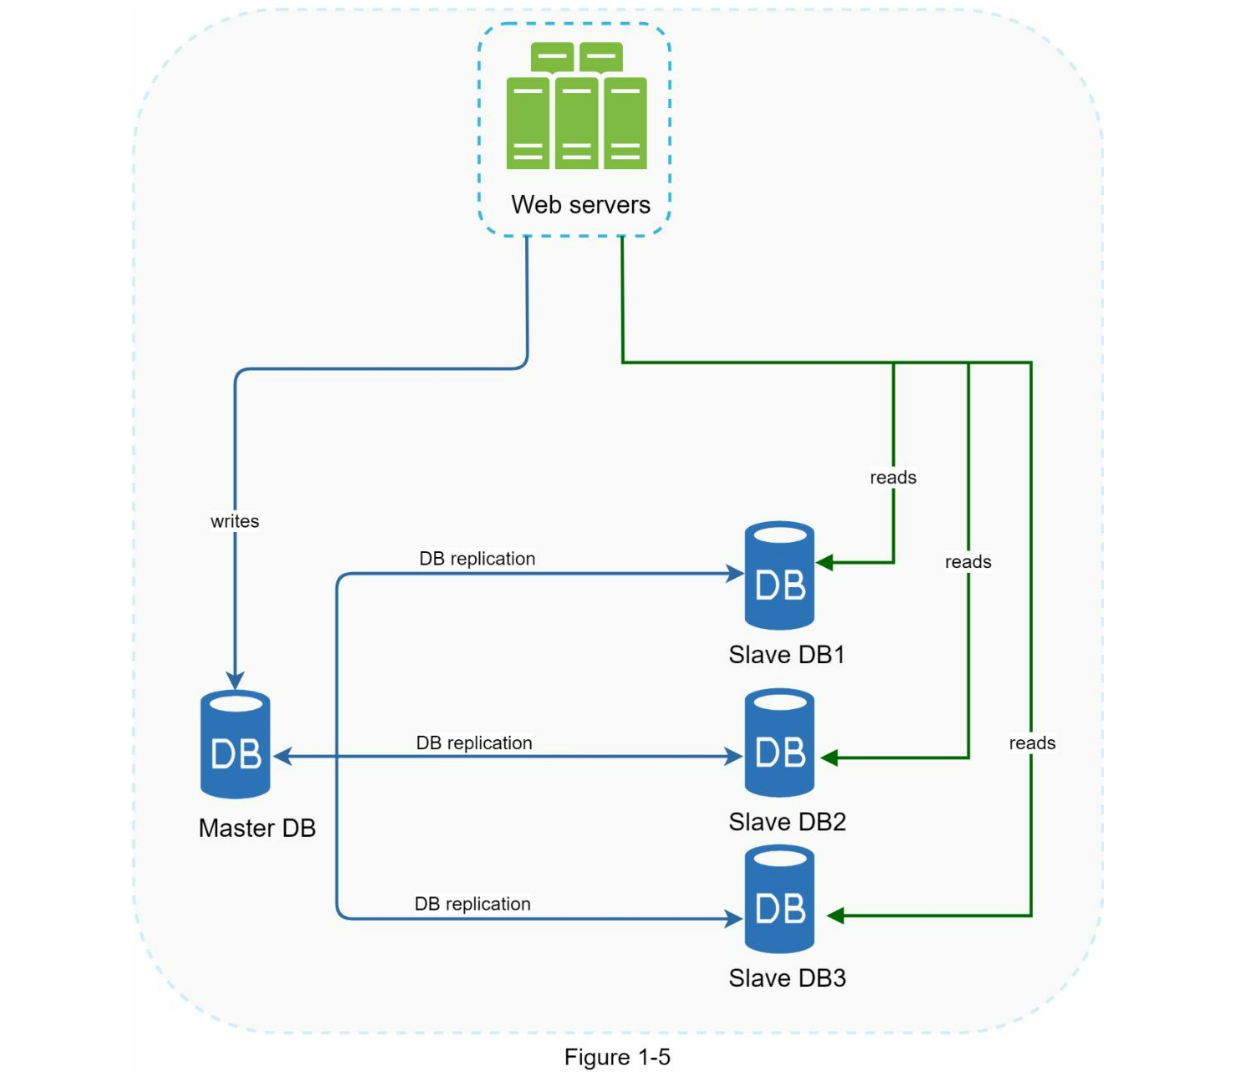 Web servers
reads
writes
DB replication
reads
DB
Slave DB1
DB replication
reads
DB
DB
Master DB
Slave DB2
DB replication
DB
Slave DB3
Figure 1-5